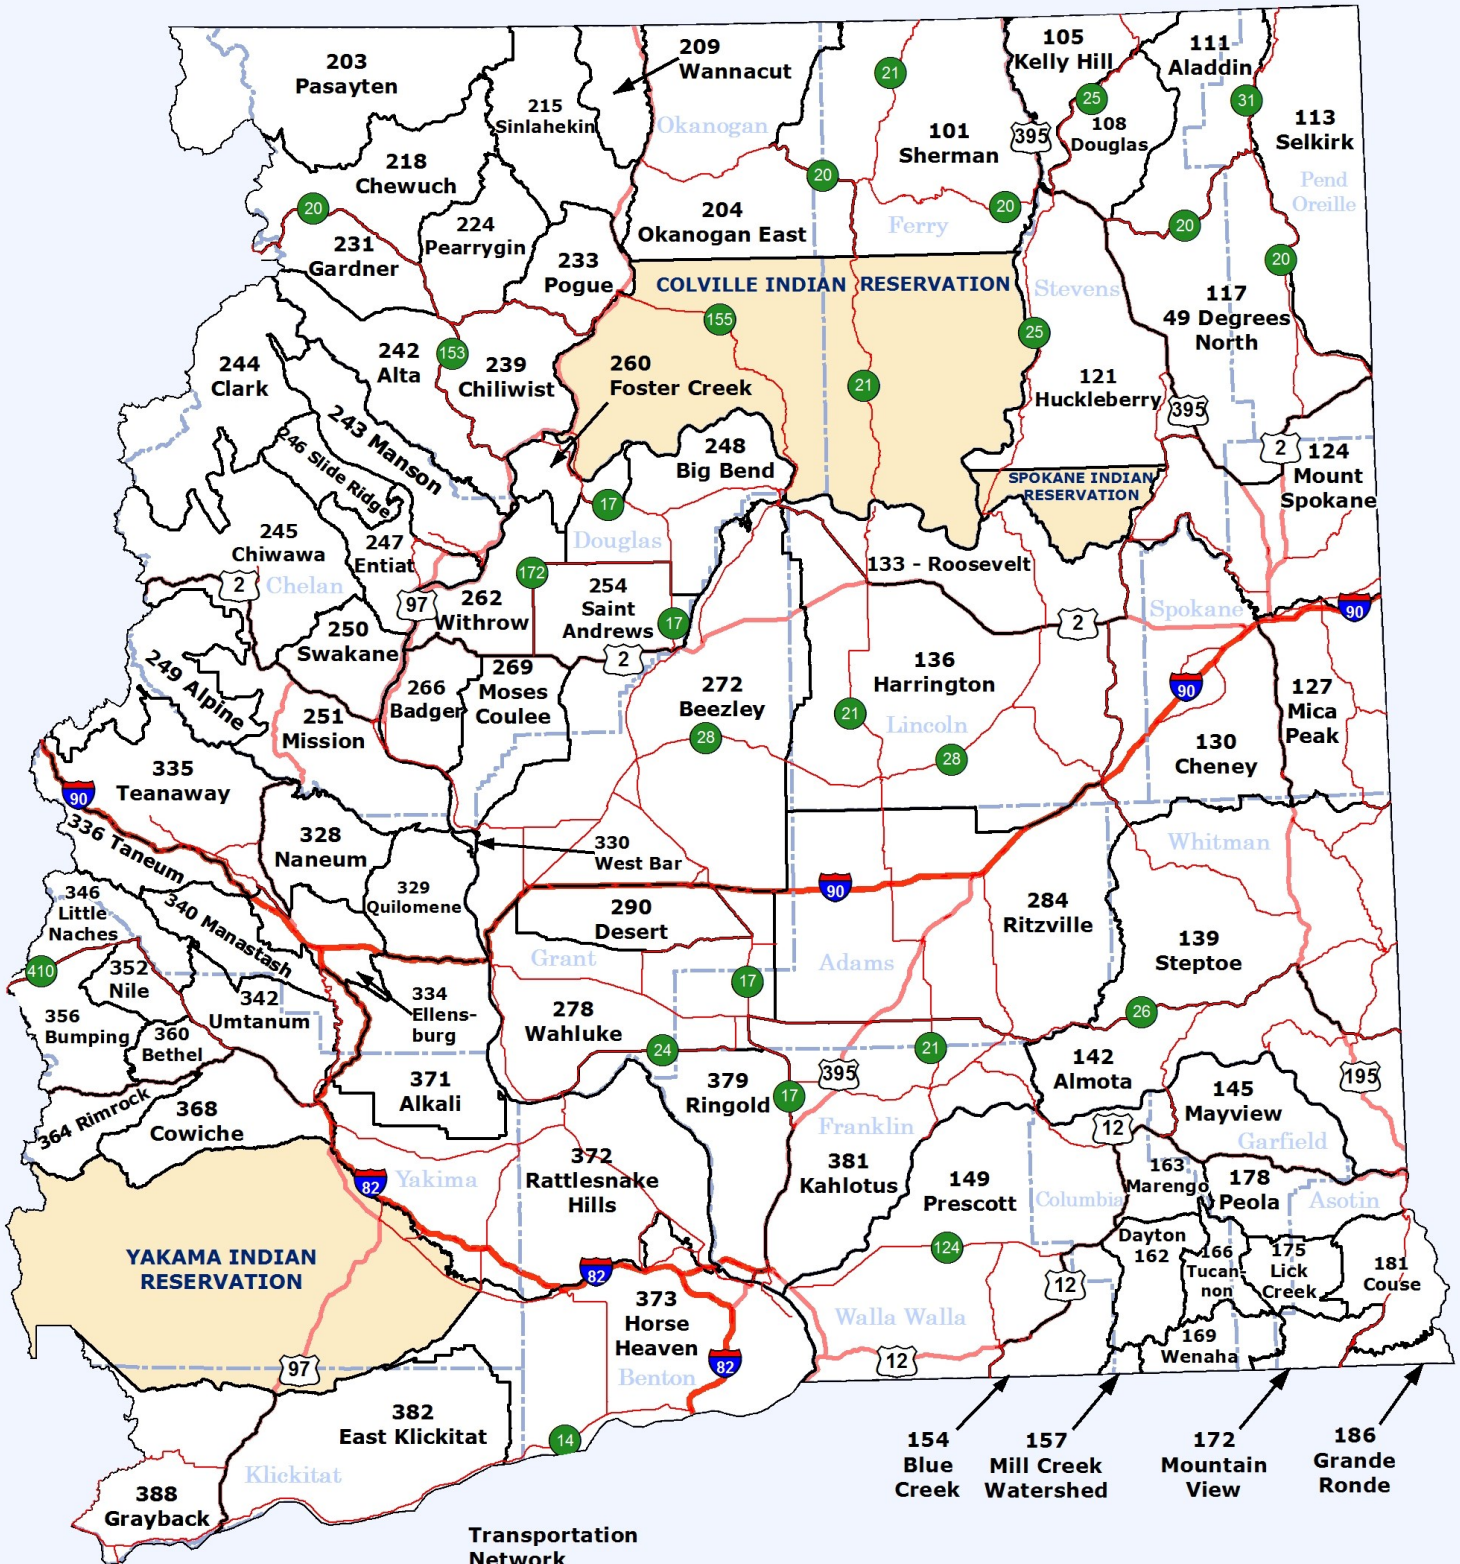 203
Pasayten
209
Wannacut
215
Sinlahekin
Okanogan
21
101
Sherman
105
Kelly Hill
395
25
108
Douglas
111
Aladdin
31
113
Selkirk
Pend
Oreille
218
Chewuch
20
224
Pearrygin
231
Gardner
233
Pogue
204
Okanogan East
20
Ferry
20
20
20
COLVILLE INDIAN RESERVATION
Stevens
155
25
117
49 Degrees
North
244
Clark
242
Alta
153
239
Chiliwist
260
Foster Creek
21
121
Huckleberry
395
243 Manson
246 Slide Ridge
248
Big Bend
2
124
Mount
Spokane
SPOKANE INDIAN
RESERVATION
17
245
Chiwawa
247
Entiat
Douglas
2
Chelan
97
172
262
Withrow
254
Saint
Andrews
17
133 - Roosevelt
2
Spokane
90
250
Swakane
249 Alpine
2
266
Badger
269
Moses
Coulee
272
Beezley
28
136
Harrington
21
Lincoln
28
90
127
Mica
Peak
251
Mission
130
Cheney
335
Teanaway
90
336 Taneum
328
Naneum
330
West Bar
Whitman
329
Quilomene
90
346
Little
Naches
340 Manastash
290
Desert
284
Ritzville
139
Steptoe
410
352
Nile
Grant
Adams
17
342
Umtanum
334
Ellens-
burg
278
Wahluke
26
356
Bumping
360
Bethel
24
21
142
Almota
371
Alkali
379
Ringold
395
17
195
145
Mayview
364 Rimrock
368
Cowiche
Franklin
12
Garfield
82
Yakima
372
Rattlesnake
Hills
381
Kahlotus
149
Prescott
Columbia
163
Marengo
178
Peola
Asotin
124
Dayton
162
166
Tucan-
non
175
Lick
Creek
181
Couse
YAKAMA INDIAN
RESERVATION
82
12
373
Horse
Heaven
Walla Walla
169
Wenaha
97
82
Benton
12
382
East Klickitat
14
Klickitat
388
Grayback
154
Blue
Creek
157
Mill Creek
Watershed
172
Mountain
View
186
Grande
Ronde
Transportation
Network